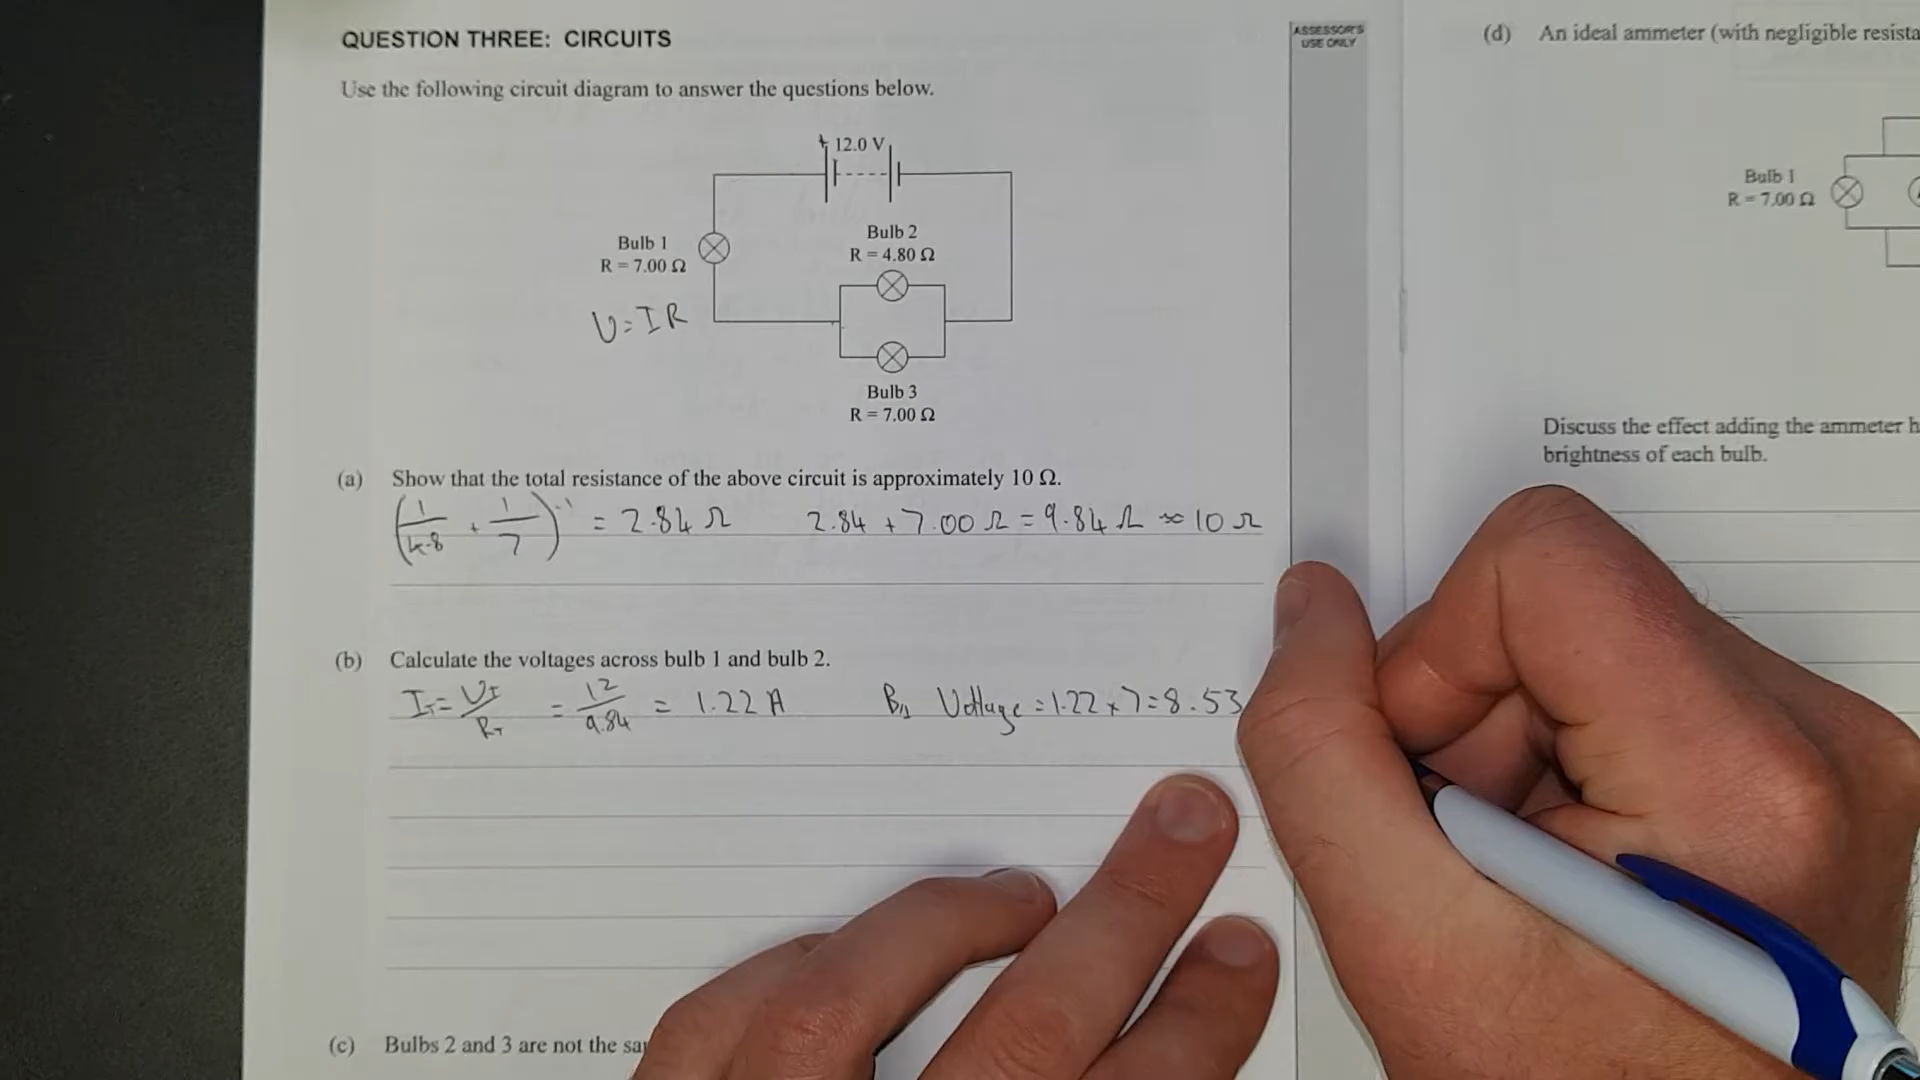 QUESTION THREE: CIRCUITS
Use the following circuit diagram to answer the questions below.
+ 12.0 V
Bulb 1
R = 7.00 Ω
Bulb 2
R = 4.80 Ω
V = IR
Bulb 3
R = 7.00 Ω
(a) Show that the total resistance of the above circuit is approximately 10 Ω.
(1/4.8 + 1/7)⁻¹ = 2.84 Ω 2.84 + 7.00 Ω = 9.84 Ω ≈ 10 Ω
(b) Calculate the voltages across bulb 1 and bulb 2.
I_T = V_T/R_T = 12/9.84 = 1.22 A B1 Voltage = 1.22 × 7 = 8.53
(c) Bulbs 2 and 3 are not the
ASSESSOR'S
USE ONLY
(d) An ideal ammeter (with negligible
Bulb 1
R = 7.00 Ω
Discuss the effect adding the ammeter
brightness of each bulb.